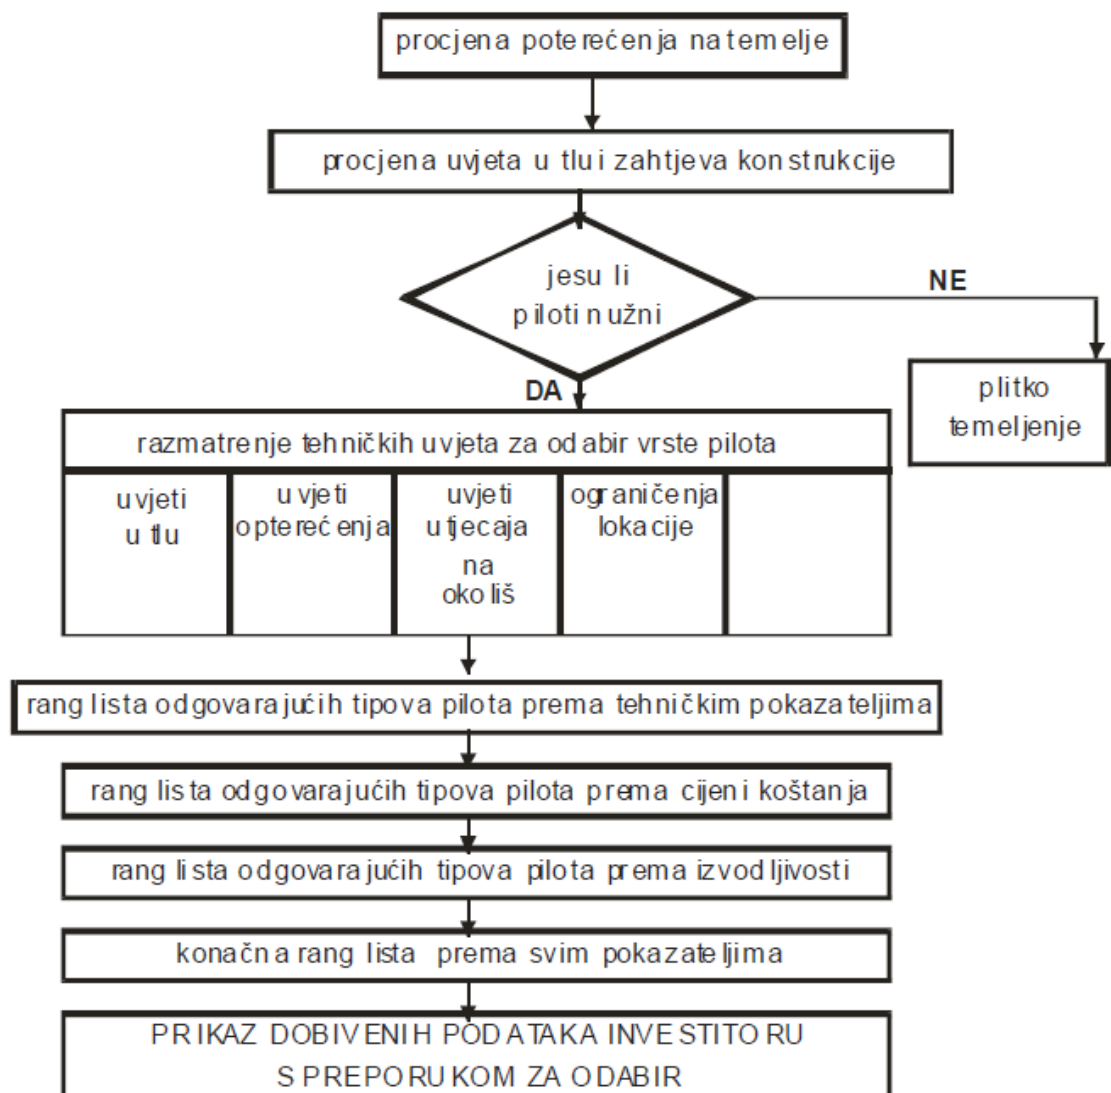 procjena poterećenja na temelje
procjena uvjeta u tlu i zahtjeva konstrukcije
jesu li
piloti nužni
NE
DA
plitko
temeljenje
razmatrenje tehničkih uvjeta za odabir vrste pilota
uvjeti
u tlu
uvjeti
opterećenja
uvjeti
utjecaja
na
okoliš
ograničenja
lokacije
rang lista odgovarajućih tipova pilota prema tehničkim pokazateljima
rang lista odgovarajućih tipova pilota prema cijeni koštanja
rang lista odgovarajućih tipova pilota prema izvodljivosti
konačna rang lista prema svim pokazateljima
PRIKAZ DOBIVENIH PODATAKA INVESTITORU
S PREPORUKOM ZA ODABIR